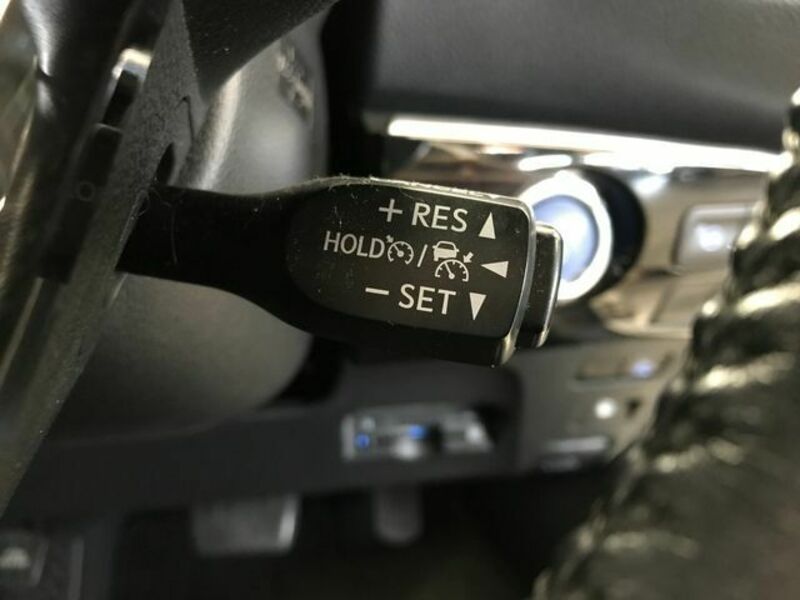 + RES ▲
HOLD / ◀
− SET ▼